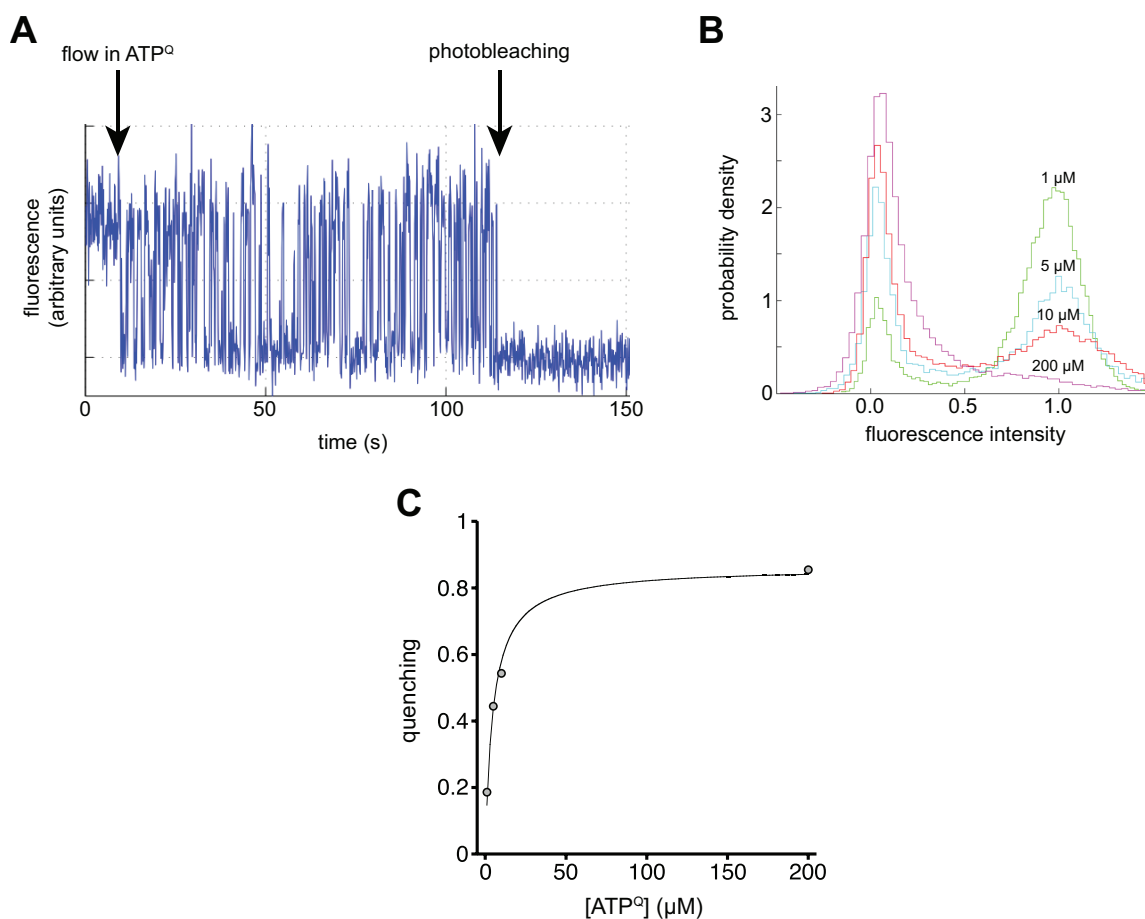 A
flow in ATPQ
photobleaching
fluorescence
(arbitrary units)
0
50
100
150
time (s)
B
3
2
1
0
probability density
1 µM
5 µM
10 µM
200 µM
0.0
0.5
1.0
fluorescence intensity
C
1
0.8
0.6
0.4
0.2
0
quenching
0
50
100
150
200
[ATPQ] (µM)